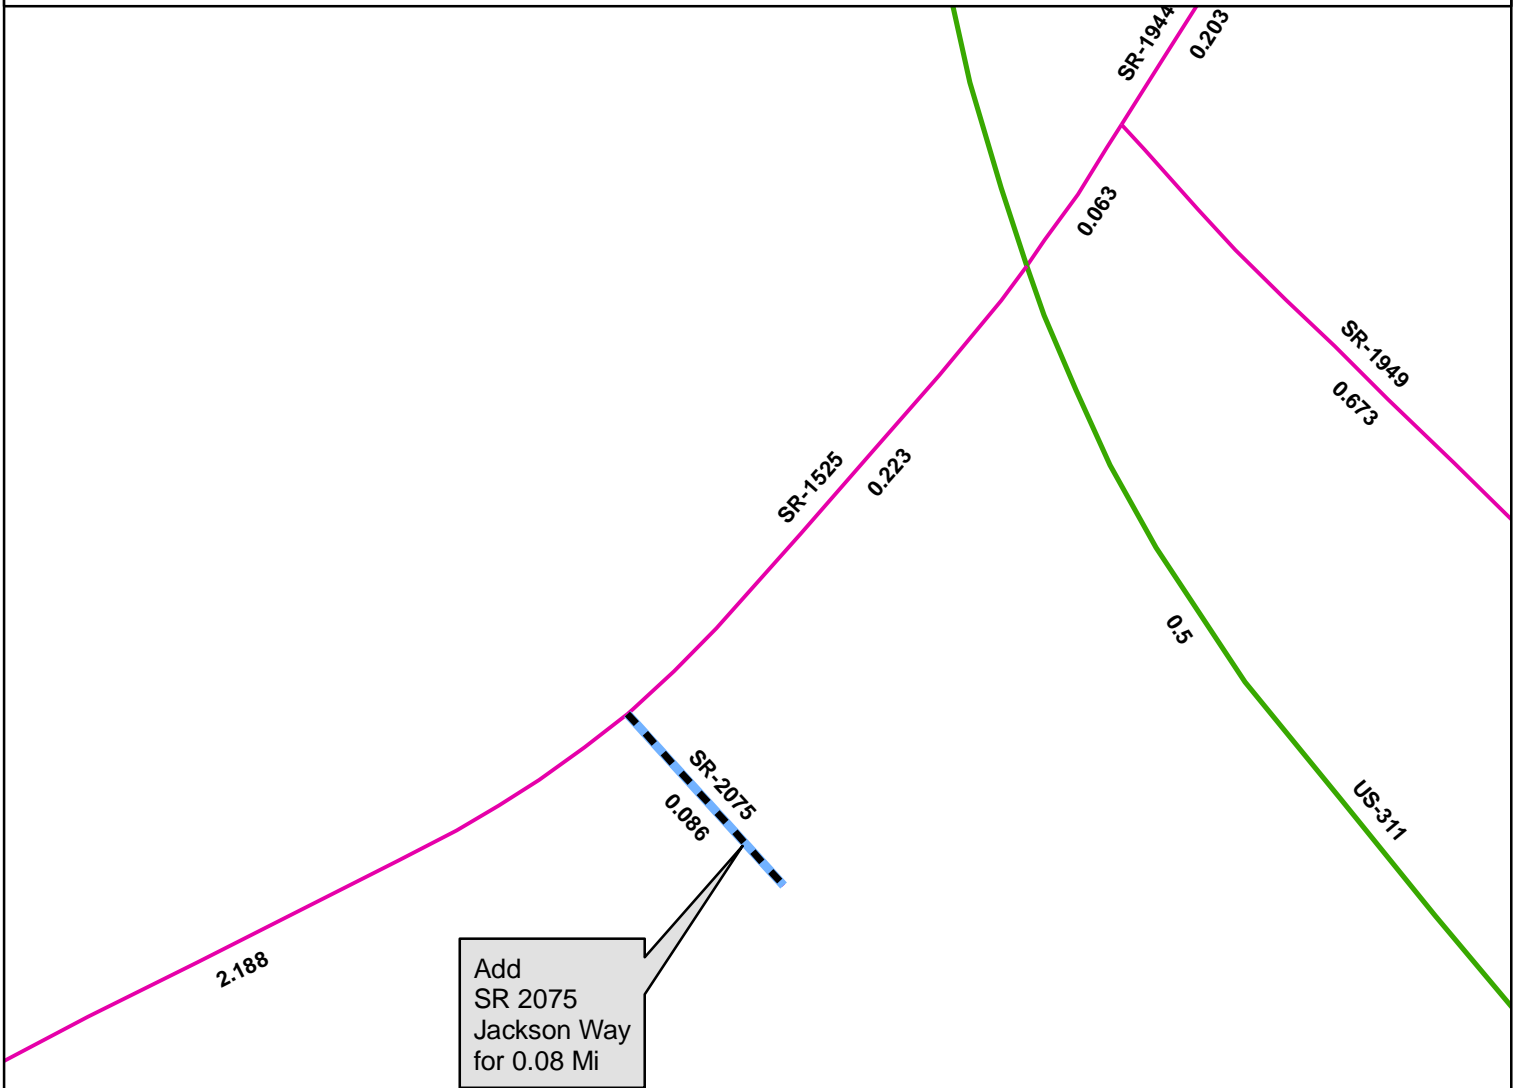 SR-1944
0.203
0.063
SR-1949
0.673
SR-1525
0.223
0.5
SR-2075
0.086
US-311
2.188
Add
SR 2075
Jackson Way
for 0.08 Mi